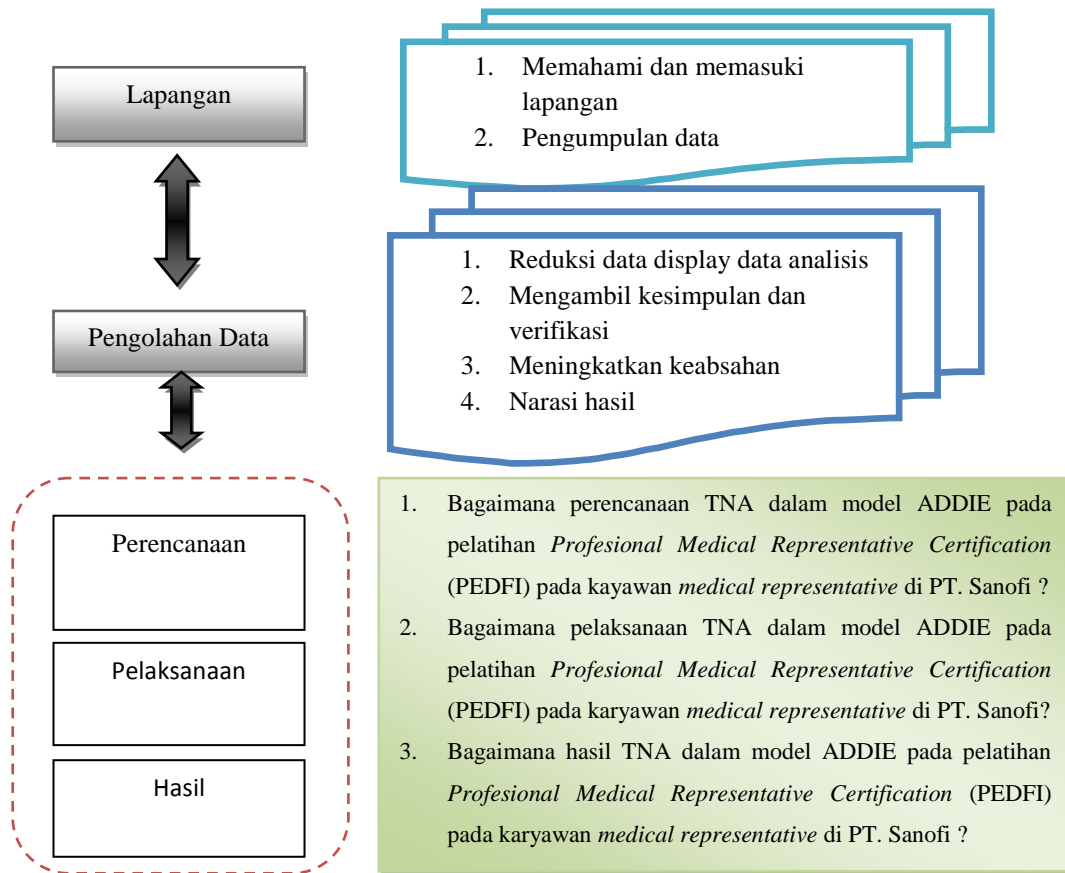 Lapangan
1. Memahami dan memasuki
lapangan
2. Pengumpulan data
Pengolahan Data
1. Reduksi data display data analisis
2. Mengambil kesimpulan dan
verifikasi
3. Meningkatkan keabsahan
4. Narasi hasil
Perencanaan
Pelaksanaan
Hasil
1. Bagaimana perencanaan TNA dalam model ADDIE pada
pelatihan Profesional Medical Representative Certification
(PEDFI) pada kayawan medical representative di PT. Sanofi ?
2. Bagaimana pelaksanaan TNA dalam model ADDIE pada
pelatihan Profesional Medical Representative Certification
(PEDFI) pada karyawan medical representative di PT. Sanofi?
3. Bagaimana hasil TNA dalam model ADDIE pada pelatihan
Profesional Medical Representative Certification (PEDFI)
pada karyawan medical representative di PT. Sanofi ?